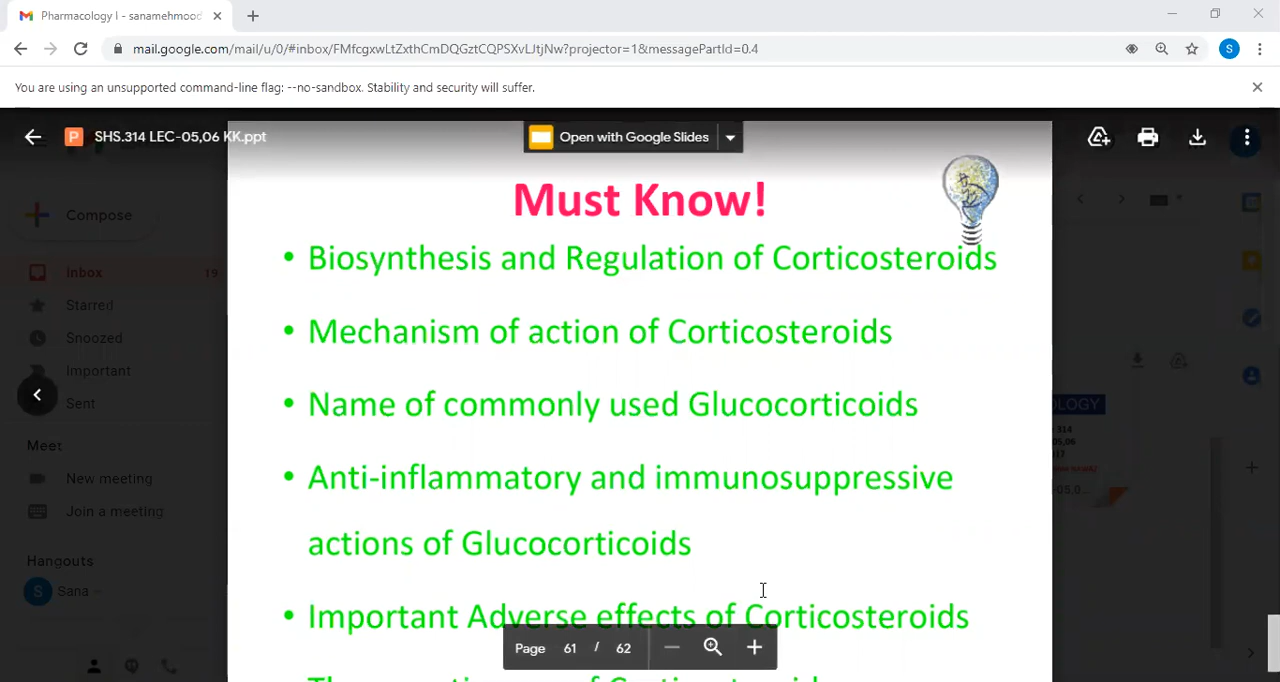 Pharmacology I - sanamehmood
mail.google.com/mail/u/0/#inbox/FMfcgxwLtZxthCmDQGztCQPSXvLJtjNw?projector=1&messagePartId=0.4
S
You are using an unsupported command-line flag: --no-sandbox. Stability and security will suffer.
P SHS.314 LEC-05,06 KK.ppt
Open with Google Slides
Must Know!
• Biosynthesis and Regulation of Corticosteroids
• Mechanism of action of Corticosteroids
• Name of commonly used Glucocorticoids
• Anti-inflammatory and immunosuppressive
actions of Glucocorticoids
• Important Adverse effects of Corticosteroids
Compose
Inbox 19
Starred
Snoozed
Important
Sent
Meet
New meeting
Join a meeting
Hangouts
S Sana
OLOGY
314
05,06
Page 61 / 62